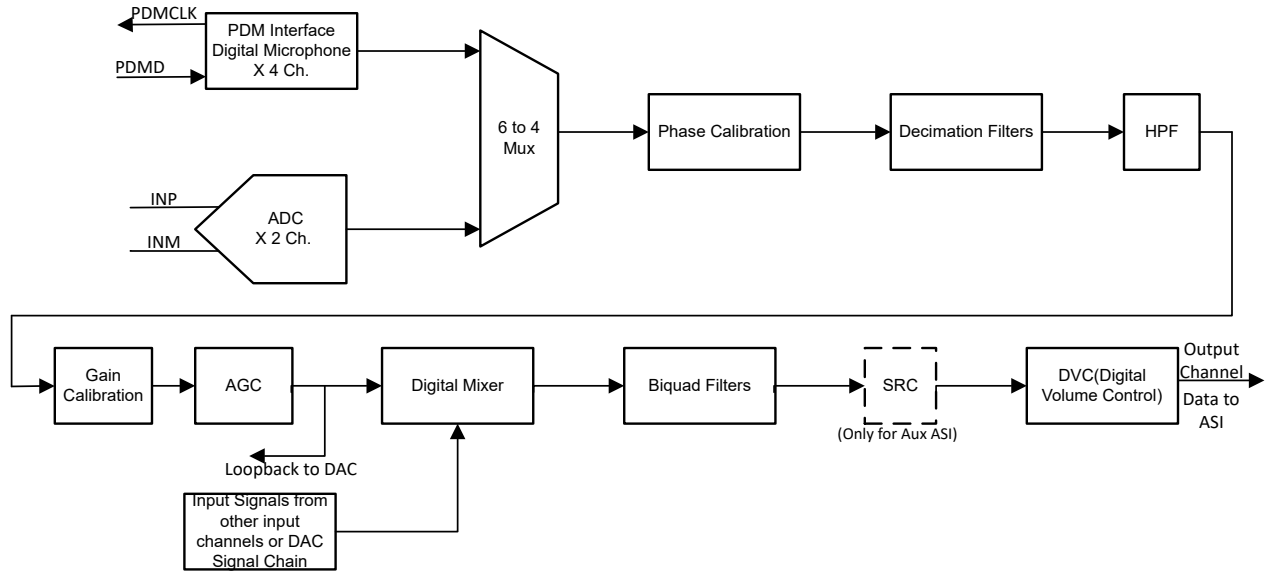 PDMCLK
PDM Interface
Digital Microphone
X 4 Ch.
PDMD
6 to 4
Mux
Phase Calibration
Decimation Filters
HPF
INP
INM
ADC
X 2 Ch.
Gain
Calibration
AGC
Digital Mixer
Biquad Filters
SRC
(Only for Aux ASI)
DVC(Digital
Volume Control)
Output
Channel
Data to
ASI
Loopback to DAC
Input Signals from
other input
channels or DAC
Signal Chain